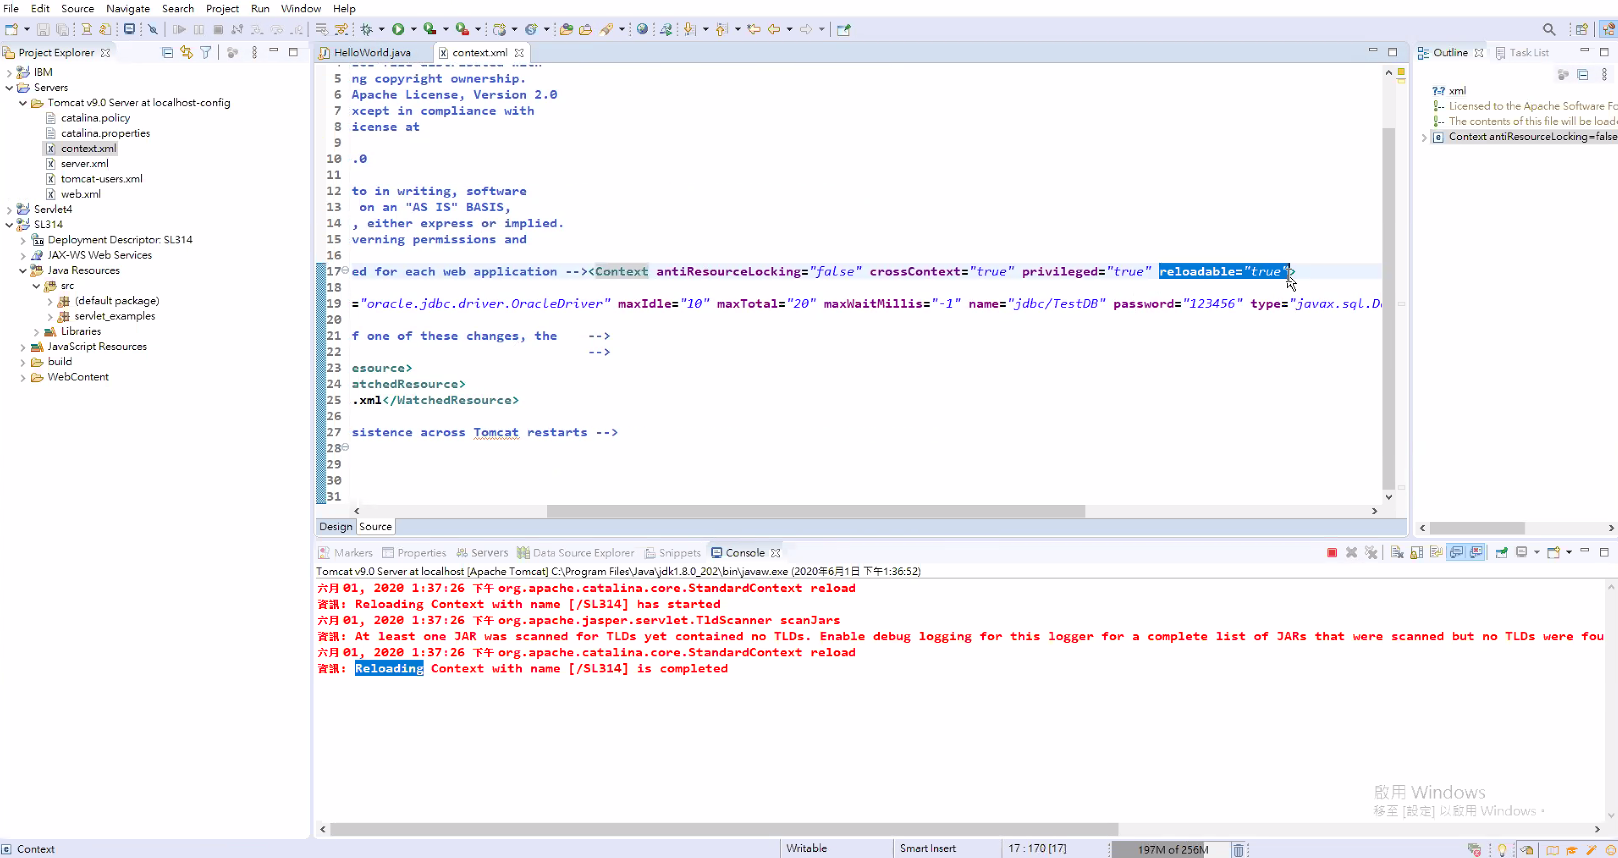 File Edit Source Navigate Search Project Run Window Help
Project Explorer
IBM
Servers
Tomcat v9.0 Server at localhost-config
catalina.policy
catalina.properties
context.xml
server.xml
tomcat-users.xml
web.xml
Servlet4
SL314
Deployment Descriptor: SL314
JAX-WS Web Services
Java Resources
src
(default package)
servlet_examples
Libraries
JavaScript Resources
build
WebContent
HelloWorld.java context.xml
5 ng copyright ownership.
6 Apache License, Version 2.0
7 xcept in compliance with
8 icense at
9
10 .0
11
12 to in writing, software
13 on an "AS IS" BASIS,
14 , either express or implied.
15 verning permissions and
16
17 ed for each web application --><Context antiResourceLocking="false" crossContext="true" privileged="true" reloadable="true">
18
19 ="oracle.jdbc.driver.OracleDriver" maxIdle="10" maxTotal="20" maxWaitMillis="-1" name="jdbc/TestDB" password="123456" type="javax.sql.D
20
21 f one of these changes, the -->
22 -->
23 esource>
24 atchedResource>
25 .xml</WatchedResource>
26
27 sistence across Tomcat restarts -->
28
29
30
31
Design Source
Outline Task List
xml
Licensed to the Apache Software Fo
The contents of this file will be loade
Context antiResourceLocking=false
Markers Properties Servers Data Source Explorer Snippets Console
Tomcat v9.0 Server at localhost [Apache Tomcat] C:\Program Files\Java\jdk1.8.0_202\bin\javaw.exe (2020年6月1日 下午1:36:52)
六月 01, 2020 1:37:26 下午 org.apache.catalina.core.StandardContext reload
資訊: Reloading Context with name [/SL314] has started
六月 01, 2020 1:37:26 下午 org.apache.jasper.servlet.TldScanner scanJars
資訊: At least one JAR was scanned for TLDs yet contained no TLDs. Enable debug logging for this logger for a complete list of JARs that were scanned but no TLDs were fou
六月 01, 2020 1:37:26 下午 org.apache.catalina.core.StandardContext reload
資訊: Reloading Context with name [/SL314] is completed
啟用 Windows
移至 [設定] 以啟用 Windows。
Context Writable Smart Insert 17 : 170 [17] 197M of 256M